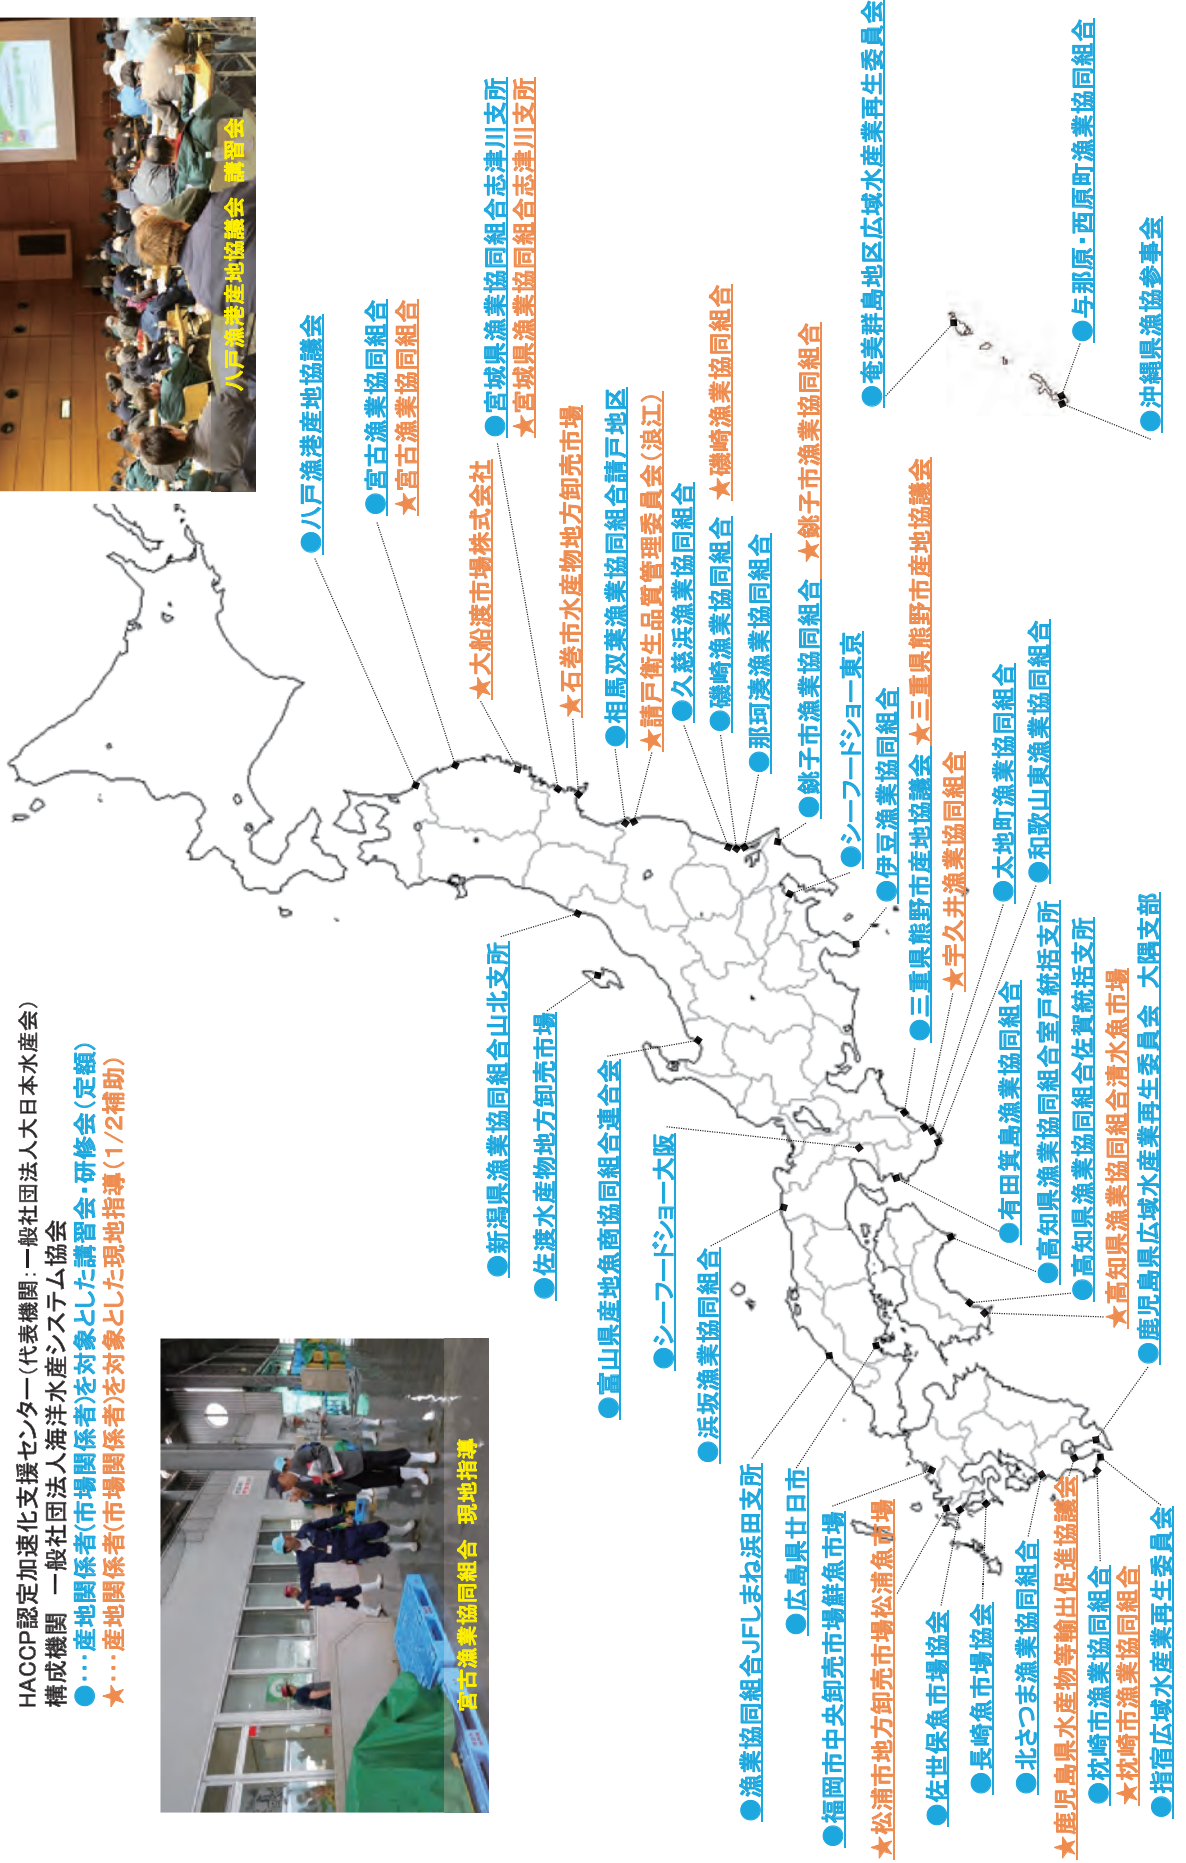 HACCP認定加速化支援センター(代表機関:一般社団法人大日本水産会)
構成機関 一般社団法人海洋水産システム協会
●・・・産地関係者(市場関係者)を対象とした講習会・研修会(定額)
★・・・産地関係者(市場関係者)を対象とした現地指導(1/2補助)
八戸漁港産地協議会 講習会
宮古漁業協同組合 現地指導
●八戸漁港産地協議会
●宮古漁業協同組合
★宮古漁業協同組合
★大船渡市場株式会社
●宮城県漁業協同組合志津川支所
★宮城県漁業協同組合志津川支所
★石巻市水産物地方卸売市場
●相馬双葉漁業協同組合請戸地区
★請戸衛生品質管理委員会(浪江)
●久慈浜漁業協同組合
●磯崎漁業協同組合 ★磯崎漁業協同組合
●那珂湊漁業協同組合
●銚子市漁業協同組合 ★銚子市漁業協同組合
●シーフードショー東京
●伊豆漁業協同組合
●三重県熊野市産地協議会 ★三重県熊野市産地協議会
★宇久井漁業協同組合
●太地町漁業協同組合
●和歌山東漁業協同組合
●奄美群島地区広域水産業再生委員会
●与那原・西原町漁業協同組合
●沖縄県漁協参事会
●新潟県漁業協同組合山北支所
●佐渡水産物地方卸売市場
●富山県産地魚商協同組合連合会
●シーフードショー大阪
●浜坂漁業協同組合
●有田箕島漁業協同組合
●高知県漁業協同組合室戸統括支所
●高知県漁業協同組合佐賀統括支所
★高知県漁業協同組合清水魚市場
●鹿児島県広域水産業再生委員会 大隅支部
●漁業協同組合JFしまね浜田支所
●広島県廿日市
●福岡市中央卸売市場鮮魚市場
★松浦市地方卸売市場松浦魚市場
●佐世保魚市場協会
●長崎魚市場協会
●北さつま漁業協同組合
★鹿児島県水産物等輸出促進協議会
●枕崎市漁業協同組合
★枕崎市漁業協同組合
●指宿広域水産業再生委員会